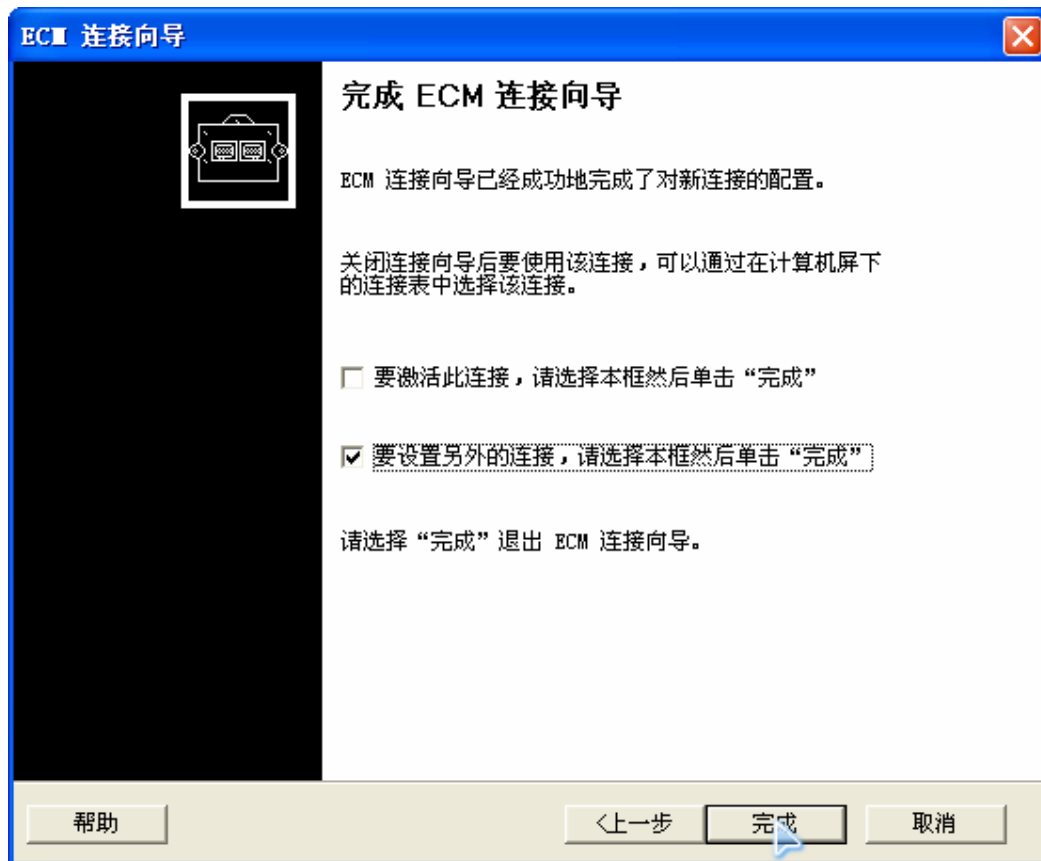 ECM 连接向导
完成 ECM 连接向导
ECM 连接向导已经成功地完成了对新连接的配置。
关闭连接向导后要使用该连接，可以通过在计算机屏下
的连接表中选择该连接。
要激活此连接，请选择本框然后单击“完成”
要设置另外的连接，请选择本框然后单击“完成”
请选择“完成”退出 ECM 连接向导。
帮助
<上一步
完成
取消